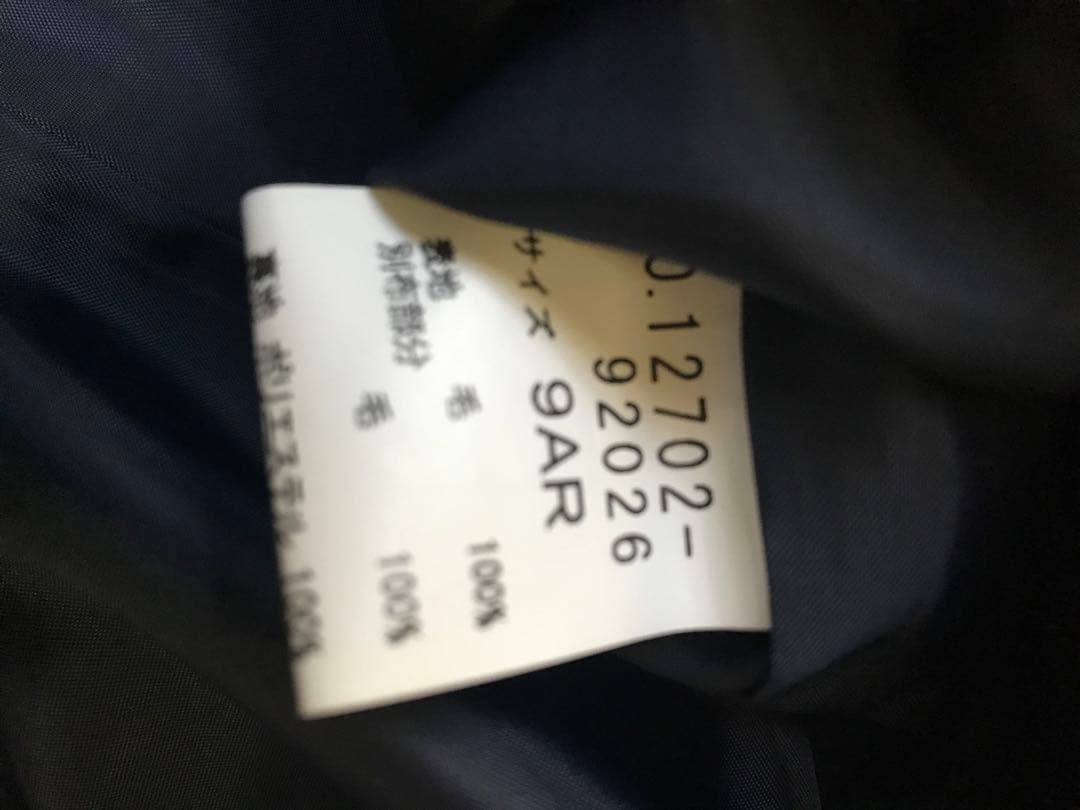 0.12702-
92026
サイズ 9AR
表地 毛 100%
別布部分 毛 100%
裏地 ポリエステル 100%